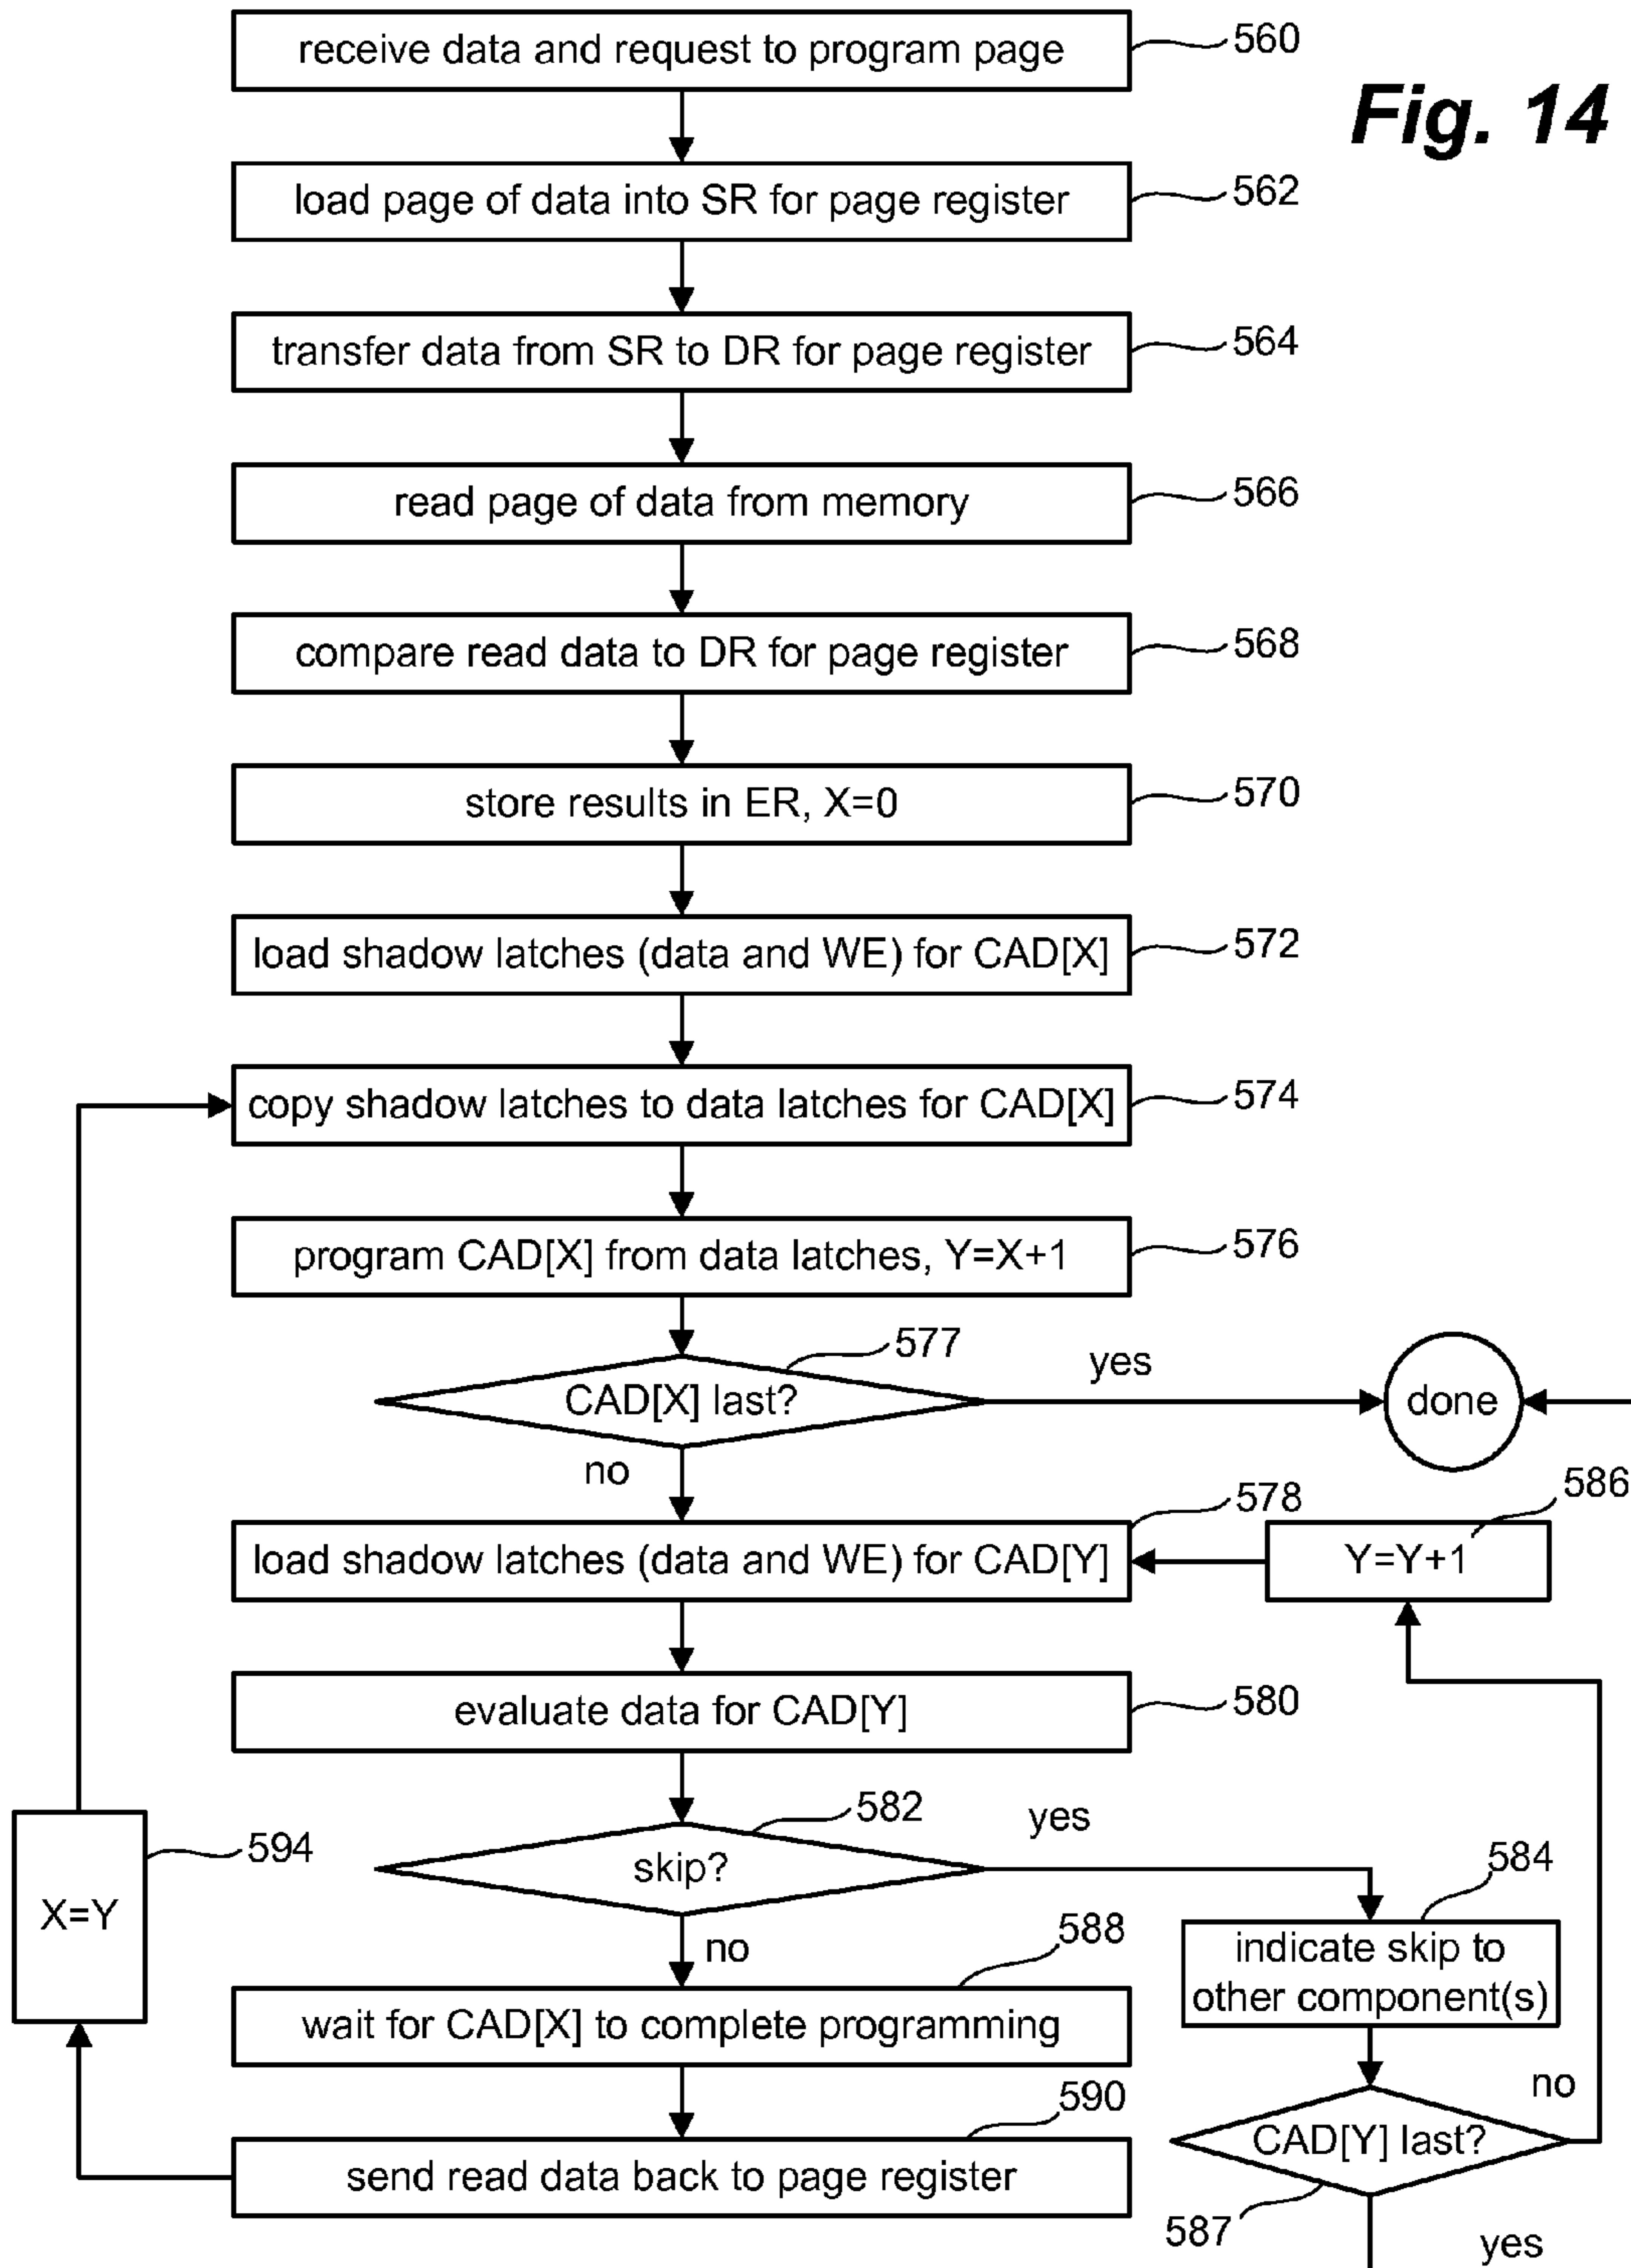 receive data and request to program page
560
Fig. 14
load page of data into SR for page register
562
transfer data from SR to DR for page register
564
read page of data from memory
566
compare read data to DR for page register
568
store results in ER, X=0
570
load shadow latches (data and WE) for CAD[X]
572
copy shadow latches to data latches for CAD[X]
574
program CAD[X] from data latches, Y=X+1
576
577
CAD[X] last?
yes
done
no
578
586
load shadow latches (data and WE) for CAD[Y]
Y=Y+1
evaluate data for CAD[Y]
580
582
yes
skip?
594
X=Y
584
no
588
indicate skip to
other component(s)
wait for CAD[X] to complete programming
590
no
CAD[Y] last?
send read data back to page register
587
yes